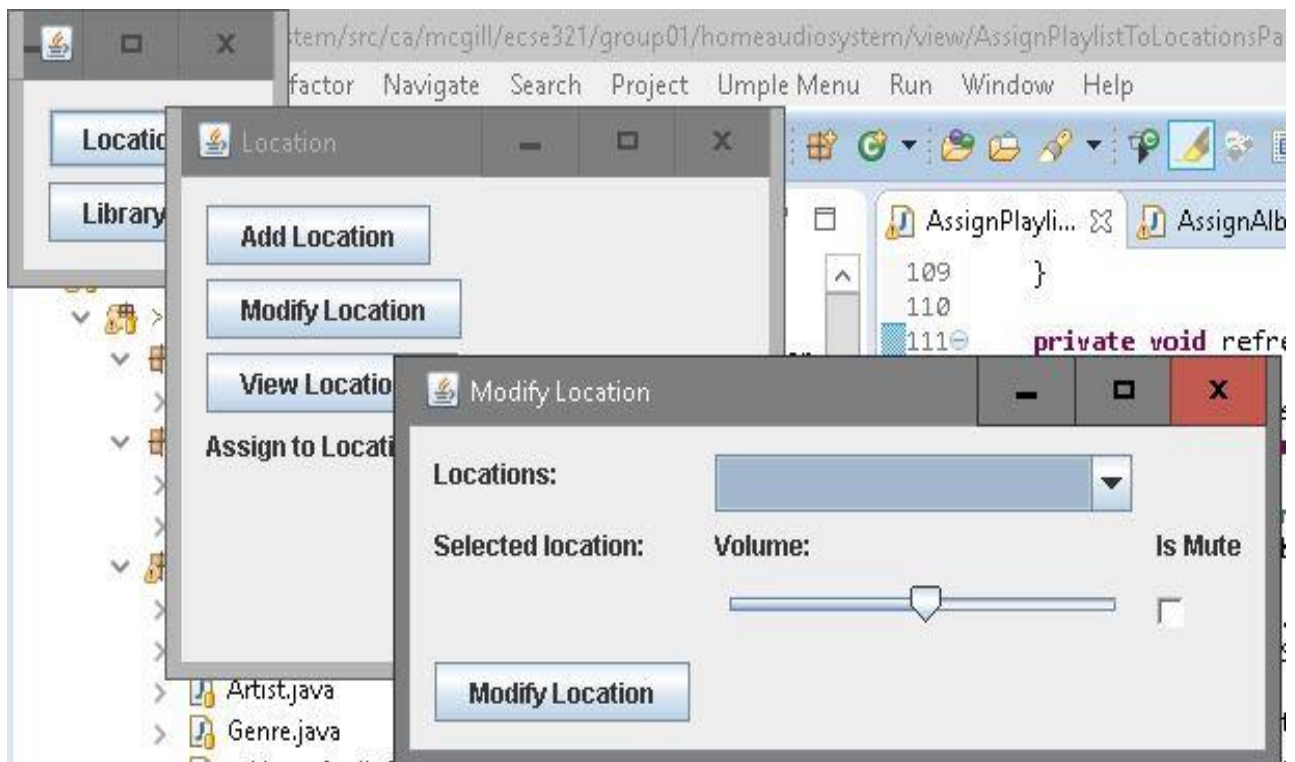 stem/src/ca/mcgill/ecse321/group01/homeaudiosystem/view/AssignPlaylistToLocationsPa
factor Navigate Search Project Umple Menu Run Window Help
Locatio
Library
Location
Add Location
Modify Location
View Locatio
Assign to Locati
AssignPlayli... AssignAlb
109 }
110
111 private void refre
Modify Location
Locations:
Selected location: Volume: Is Mute
Modify Location
Artist.java
Genre.java